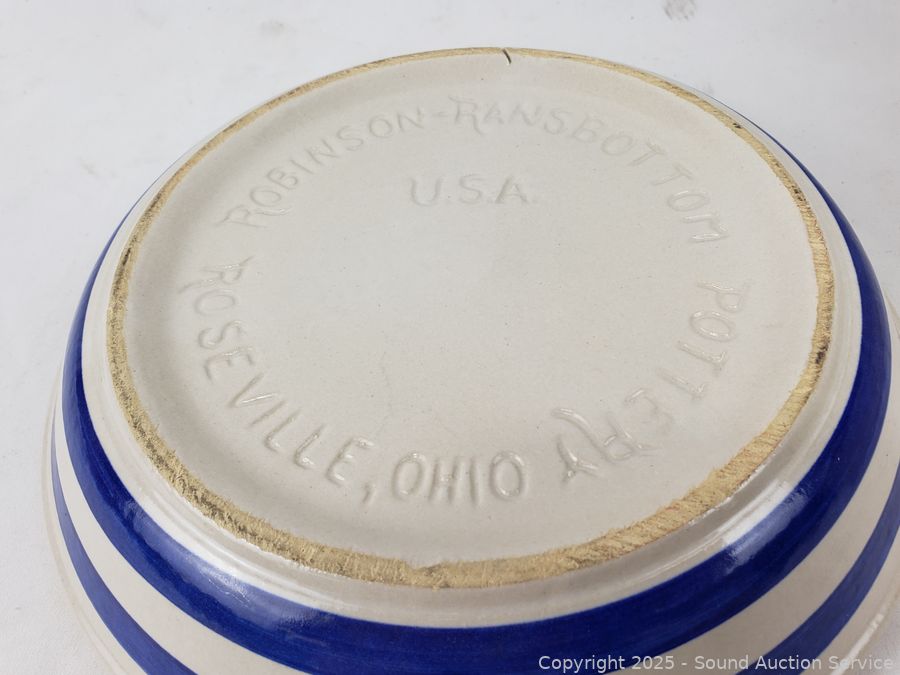 ROBINSON-RANSBOTTOM POTTERY
U.S.A.
ROSEVILLE, OHIO
Copyright © 2025 - Sound Auction Service